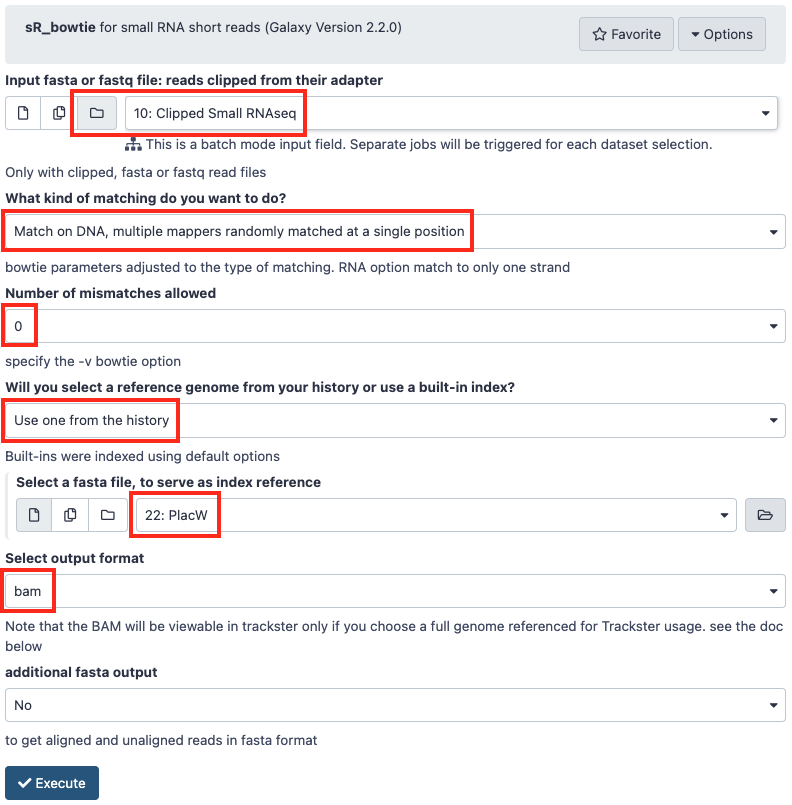 sR_bowtie for small RNA short reads (Galaxy Version 2.2.0)
Favorite
Options
Input fasta or fastq file: reads clipped from their adapter
10: Clipped Small RNAseq
This is a batch mode input field. Separate jobs will be triggered for each dataset selection.
Only with clipped, fasta or fastq read files
What kind of matching do you want to do?
Match on DNA, multiple mappers randomly matched at a single position
bowtie parameters adjusted to the type of matching. RNA option match to only one strand
Number of mismatches allowed
0
specify the -v bowtie option
Will you select a reference genome from your history or use a built-in index?
Use one from the history
Built-ins were indexed using default options
Select a fasta file, to serve as index reference
22: PlacW
Select output format
bam
Note that the BAM will be viewable in trackster only if you choose a full genome referenced for Trackster usage. see the doc
below
additional fasta output
No
to get aligned and unaligned reads in fasta format
Execute